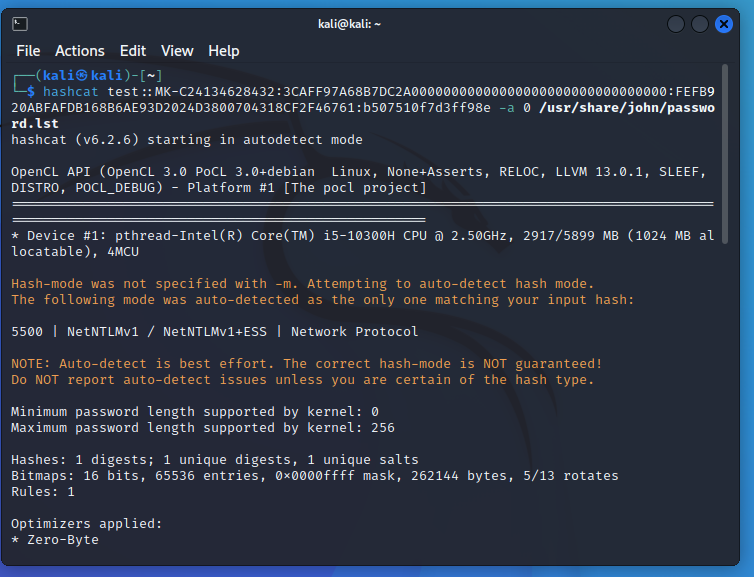 kali@kali: ~
File Actions Edit View Help
┌──(kali㉿kali)-[~]
└─$ hashcat test::MK-C24134628432:3CAFF97A68B7DC2A00000000000000000000000000000000:FEFB
920ABFAFDB168B6AE93D2024D3800704318CF2F46761:b507510f7d3ff98e -a 0 /usr/share/john/passwo
rd.lst
hashcat (v6.2.6) starting in autodetect mode
OpenCL API (OpenCL 3.0 PoCL 3.0+debian  Linux, None+Asserts, RELOC, LLVM 13.0.1, SLEEF,
DISTRO, POCL_DEBUG) - Platform #1 [The pocl project]
* Device #1: pthread-Intel(R) Core(TM) i5-10300H CPU @ 2.50GHz, 2917/5899 MB (1024 MB al
locatable), 4MCU
Hash-mode was not specified with -m. Attempting to auto-detect hash mode.
The following mode was auto-detected as the only one matching your input hash:
5500 | NetNTLMv1 / NetNTLMv1+ESS | Network Protocol
NOTE: Auto-detect is best effort. The correct hash-mode is NOT guaranteed!
Do NOT report auto-detect issues unless you are certain of the hash type.
Minimum password length supported by kernel: 0
Maximum password length supported by kernel: 256
Hashes: 1 digests; 1 unique digests, 1 unique salts
Bitmaps: 16 bits, 65536 entries, 0×0000ffff mask, 262144 bytes, 5/13 rotates
Rules: 1
Optimizers applied:
* Zero-Byte